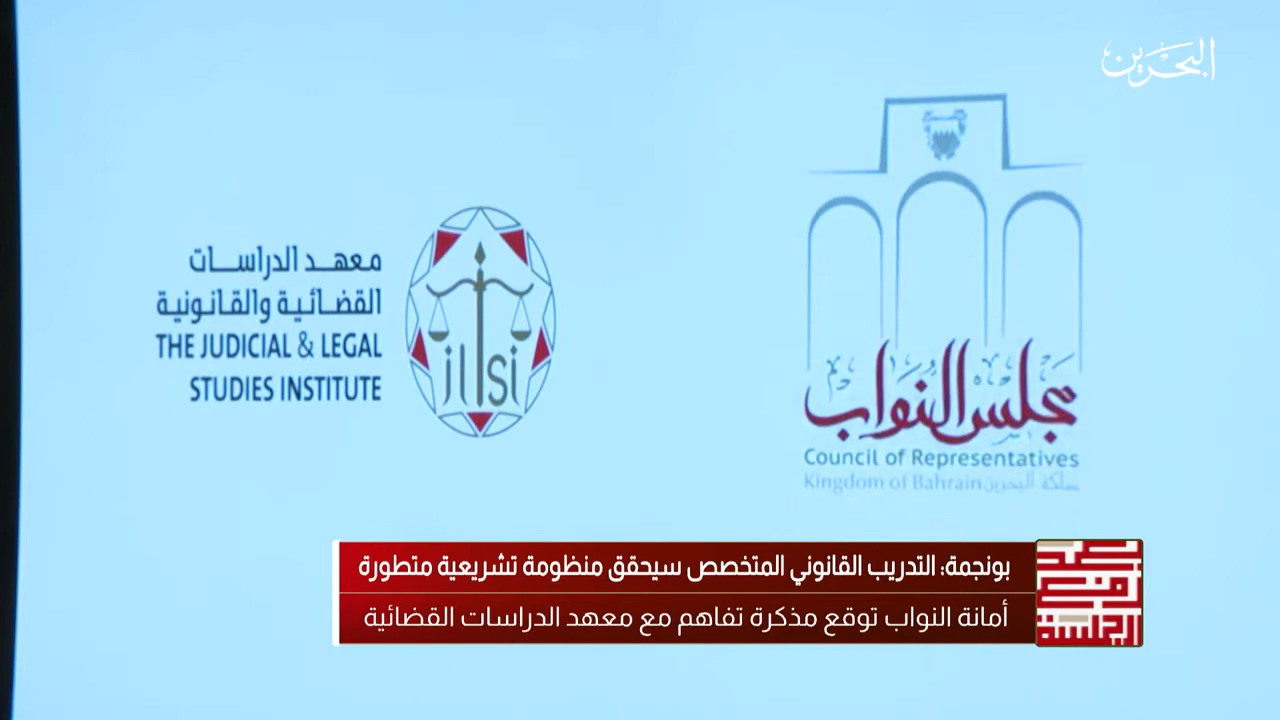 البحرين
مجلس النواب
Council of Representatives
Kingdom of Bahrain مملكة البحرين
معهد الدراسات
القضائية والقانونية
THE JUDICIAL & LEGAL
STUDIES INSTITUTE
jlsi
بونجمة: التدريب القانوني المتخصص سيحقق منظومة تشريعية متطورة
أمانة النواب توقع مذكرة تفاهم مع معهد الدراسات القضائية